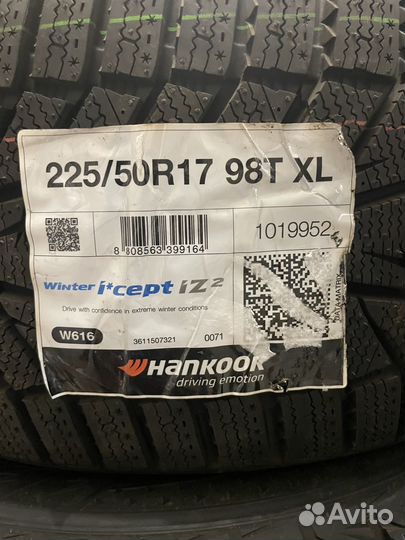 225/50R17 98T XL
8 808563 399164
1019952
winter i*cept iZ²
Drive with confidence in extreme winter conditions
W616
3611507321 0071
HANKOOK
driving emotion
Avito